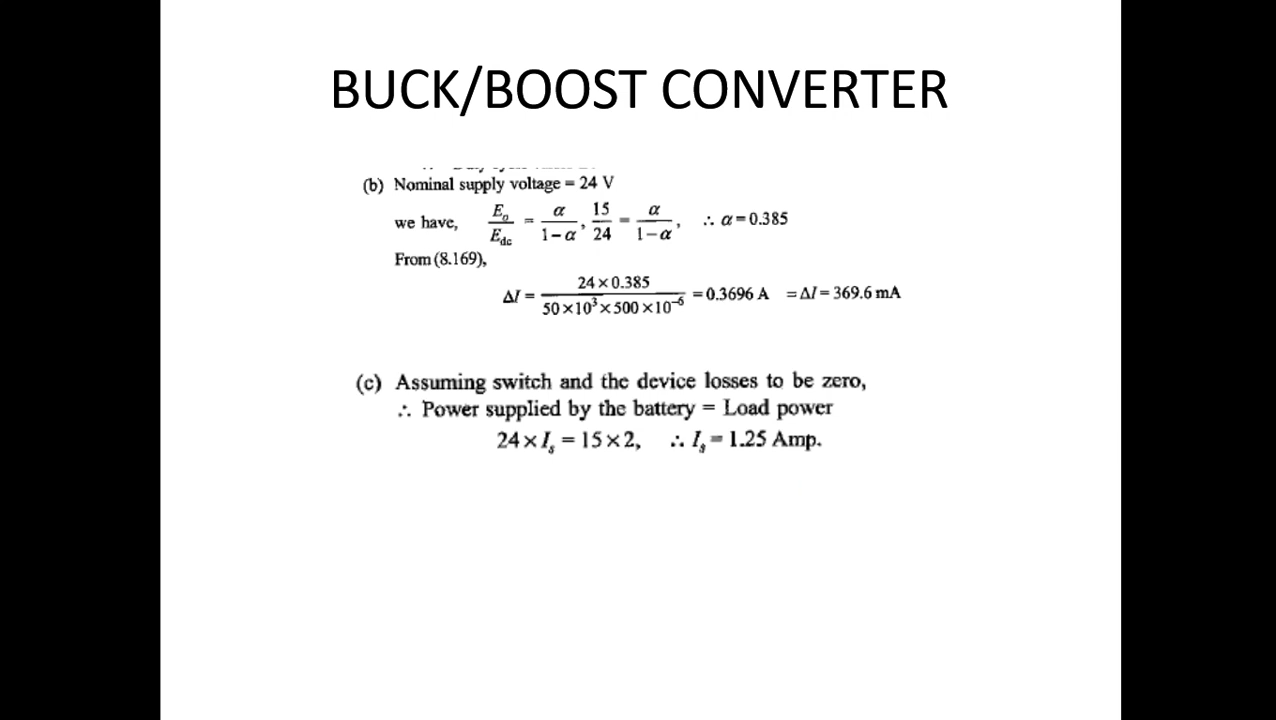 BUCK/BOOST CONVERTER
(b) Nominal supply voltage = 24 V
we have, E_o/E_dc = α/(1−α), 15/24 = α/(1−α), ∴ α = 0.385
From (8.169),
ΔI = (24 × 0.385)/(50 × 10³ × 500 × 10⁻⁶) = 0.3696 A = ΔI = 369.6 mA
(c) Assuming switch and the device losses to be zero,
∴ Power supplied by the battery = Load power
24 × I_s = 15 × 2, ∴ I_s = 1.25 Amp.